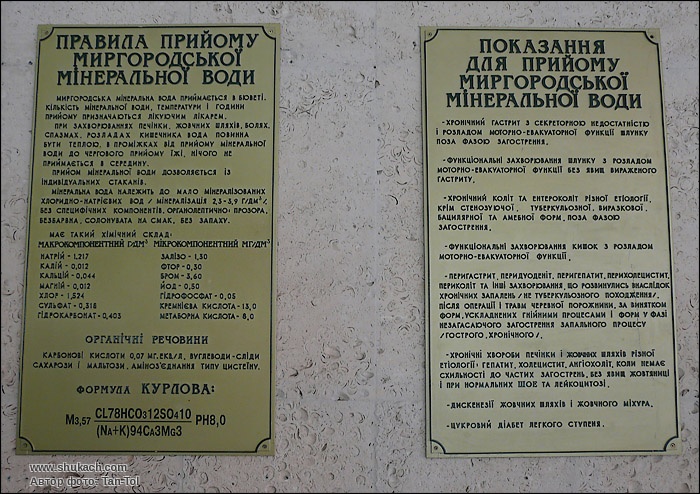 ПРАВИЛА ПРИЙОМУ
МИРГОРОДСЬКОЇ
МІНЕРАЛЬНОЇ ВОДИ
МИРГОРОДСЬКА МІНЕРАЛЬНА ВОДА ПРИЙМАЄТЬСЯ В БЮВЕТІ.
КІЛЬКІСТЬ МІНЕРАЛЬНОЇ ВОДИ, ТЕМПЕРАТУРИ І ГОДИНИ
ПРИЙОМУ ПРИЗНАЧАЮТЬСЯ ЛІКУЮЧИМ ЛІКАРЕМ.
ПРИ ЗАХВОРЮВАННЯХ ПЕЧІНКИ, ЖОВЧНИХ ШЛЯХІВ, БОЛЯХ,
СПАЗМАХ, РОЗЛАДАХ КИШЕЧНИКА ВОДА ПОВИННА
БУТИ ТЕПЛОЮ, В ПРОМІЖКАХ ВІД ПРИЙОМУ МІНЕРАЛЬНОЇ
ВОДИ ДО ЧЕРГОВОГО ПРИЙОМУ ЇЖІ, НІЧОГО НЕ
ПРИЙМАЄТЬСЯ В СЕРЕДИНУ.
ПРИЙОМ МІНЕРАЛЬНОЇ ВОДИ ДОЗВОЛЯЄТЬСЯ ІЗ
ІНДИВІДУАЛЬНИХ СТАКАНІВ.
МІНЕРАЛЬНА ВОДА НАЛЕЖИТЬ ДО МАЛО МІНЕРАЛІЗОВАНИХ
ХЛОРИДНО-НАТРІЄВИХ ВОД / МІНЕРАЛІЗАЦІЯ 2,5-3,9 Г/ДМ³/,
БЕЗ СПЕЦИФІЧНИХ КОМПОНЕНТІВ, ОРГАНОЛЕПТИЧНО-ПРОЗОРА,
БЕЗБАРВНА, СОЛОНУВАТА НА СМАК, БЕЗ ЗАПАХУ.
МАЄ ТАКИЙ ХІМІЧНИЙ СКЛАД:
МАКРОКОМПОНЕНТНИЙ Г/ДМ³ МІКРОКОМПОНЕНТНИЙ МГ/ДМ³
НАТРІЙ - 1,217 ЗАЛІЗО - 1,30
КАЛІЙ - 0,012 ФТОР - 0,30
КАЛЬЦІЙ - 0,044 БРОМ - 3,60
МАГНІЙ - 0,012 ЙОД - 0,50
ХЛОР - 1,524 ГІДРОФОСФАТ - 0,05
СУЛЬФАТ - 0,318 КРЕМНІЄВА КИСЛОТА - 13,0
ГІДРОКАРБОНАТ - 0,403 МЕТАБОРНА КИСЛОТА - 8,0
ОРГАНІЧНІ РЕЧОВИНИ
КАРБОНОВІ КИСЛОТИ 0,07 МГ.ЕКВ/Л, ВУГЛЕВОДИ-СЛІДИ
САХАРОЗИ І МАЛЬТОЗИ, АМІНОЗ'ЄДНАННЯ ТИПУ ЦИСТЕЇНУ.
ФОРМУЛА КУРЛОВА:
M3,57 CL78HCO312SO410 PH8,0
(NA+K)94CA3MG3
ПОКАЗАННЯ
ДЛЯ ПРИЙОМУ
МИРГОРОДСЬКОЇ
МІНЕРАЛЬНОЇ ВОДИ
-ХРОНІЧНИЙ ГАСТРИТ З СЕКРЕТОРНОЮ НЕДОСТАТНІСТЮ
І РОЗЛАДОМ МОТОРНО-ЕВАКУАТОРНОЇ ФУНКЦІЇ ШЛУНКУ
ПОЗА ФАЗОЮ ЗАГОСТРЕННЯ.
-ФУНКЦІОНАЛЬНІ ЗАХВОРЮВАННЯ ШЛУНКУ З РОЗЛАДОМ
МОТОРНО-ЕВАКУАТОРНОЇ ФУНКЦІЇ БЕЗ ЯВИЩ ВИРАЖЕНОГО
ГАСТРИТУ.
-ХРОНІЧНИЙ КОЛІТ ТА ЕНТЕРОКОЛІТ РІЗНОЇ ЕТІОЛОГІЇ,
КРІМ СТЕНОЗУЮЧОЇ, ТУБЕРКУЛЬОЗНОЇ, ВИРАЗКОВОЇ,
БАЦИЛЯРНОЇ ТА АМЕБНОЇ ФОРМ, ПОЗА ФАЗОЮ
ЗАГОСТРЕННЯ.
-ФУНКЦІОНАЛЬНІ ЗАХВОРЮВАННЯ КИШОК З РОЗЛАДОМ
МОТОРНО-ЕВАКУАТОРНОЇ ФУНКЦІЇ.
-ПЕРИГАСТРИТ, ПЕРИДУОДЕНІТ, ПЕРИГЕПАТИТ, ПЕРИХОЛЕЦИСТИТ,
ПЕРИКОЛІТ ТА ІНШІ ЗАХВОРЮВАННЯ, ЩО РОЗВИНУЛИСЬ ВНАСЛІДОК
ХРОНІЧНИХ ЗАПАЛЕНЬ /НЕ ТУБЕРКУЛЬОЗНОГО ПОХОДЖЕННЯ/,
ПІСЛЯ ОПЕРАЦІЇ І ТРАВМ ЧЕРЕВНОЇ ПОРОЖНИНИ, ЗА ВИНЯТКОМ
ФОРМ, УСКЛАДНЕНИХ ГНІЙНИМИ ПРОЦЕСАМИ І ФОРМ У ФАЗІ
НЕЗАГАСАЮЧОГО ЗАГОСТРЕННЯ ЗАПАЛЬНОГО ПРОЦЕСУ
/ГОСТРОГО, ХРОНІЧНОГО/.
-ХРОНІЧНІ ХВОРОБИ ПЕЧІНКИ І ЖОВЧНИХ ШЛЯХІВ РІЗНОЇ
ЕТІОЛОГІЇ: ГЕПАТИТ, ХОЛЕЦИСТИТ, АНГІОХОЛІТ, КОЛИ НЕМАЄ
СХИЛЬНОСТІ ДО ЧАСТИХ ЗАГОСТРЕНЬ, БЕЗ ЯВИЩ ЖОВТЯНИЦІ
І ПРИ НОРМАЛЬНИХ ШОЕ ТА ЛЕЙКОЦИТОЗІ.
-ДИСКЕНЕЗІЇ ЖОВЧНИХ ШЛЯХІВ І ЖОВЧНОГО МІХУРА.
-ЦУКРОВИЙ ДІАБЕТ ЛЕГКОГО СТУПЕНЯ.
www.shukach.com
Автор фото: Tan-Tol